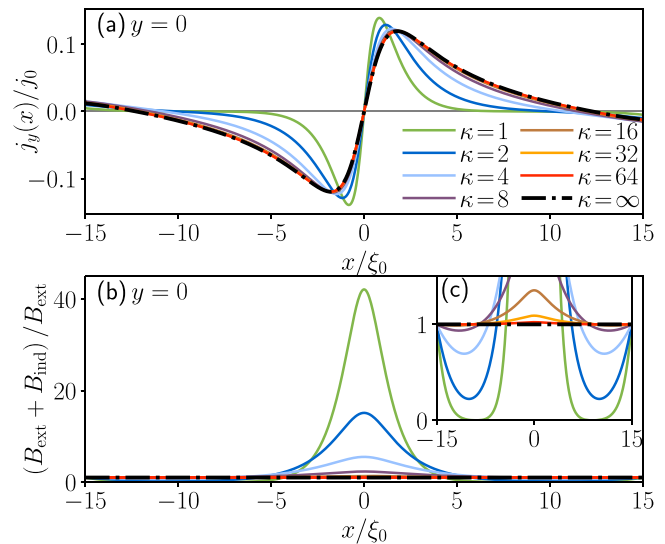 (a) y = 0
0.1
0.0
−0.1
j_y(x)/j_0
κ=1 κ=16
κ=2 κ=32
κ=4 κ=64
κ=8 κ=∞
−15 −10 −5 0 5 10 15
x/ξ_0
(b) y = 0
(c)
40
20
0
(B_ext + B_ind) / B_ext
1
0
−15 0 15
−15 −10 −5 0 5 10 15
x/ξ_0